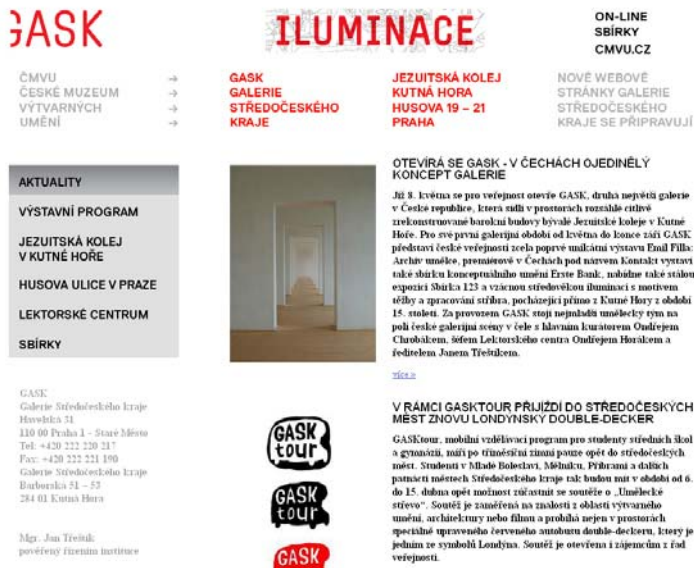 GASK
ILUMINACE
ON-LINE
SBÍRKY
CMVU.CZ
ČMVU
ČESKÉ MUZEUM
VÝTVARNÝCH
UMĚNÍ
GASK
GALERIE
STŘEDOČESKÉHO
KRAJE
JEZUITSKÁ KOLEJ
KUTNÁ HORA
HUSOVA 19 – 21
PRAHA
NOVÉ WEBOVÉ
STRÁNKY GALERIE
STŘEDOČESKÉHO
KRAJE SE PŘIPRAVUJÍ
AKTUALITY
VÝSTAVNÍ PROGRAM
JEZUITSKÁ KOLEJ
V KUTNÉ HOŘE
HUSOVA ULICE V PRAZE
LEKTORSKÉ CENTRUM
SBÍRKY
GASK
Galerie Středočeského kraje
Havelská 31
110 00 Praha 1 – Staré Město
Tel: +420 222 220 217
Fax: +420 222 221 190
Galerie Středočeského kraje
Barborská 51 – 53
284 01 Kutná Hora
Mgr. Jan Třeštík
pověřený řízením instituce
OTEVÍRÁ SE GASK - V ČECHÁCH OJEDINĚLÝ
KONCEPT GALERIE
Již 8. května se pro veřejnost otevře GASK, druhá největší galerie
v České republice, která sídlí v prostorách rozsáhlé citlivě
zrekonstruované barokní budovy bývalé Jezuitské koleje v Kutné
Hoře. Pro své první galerijní období od května do konce září GASK
představí české veřejnosti zcela poprvé unikátní výstavu Emil Filla:
Archiv umělce, premiérově v Čechách pod názvem Kontakt vystaví
také sbírku konceptuálního umění Erste Bank, nabídne také stálou
expozici Sbírka 123 a vzácnou středověkou iluminaci s motivem
těžby a zpracování stříbra, pocházející přímo z Kutné Hory z období
15. století. Za provozem GASK stojí nejmladší umělecký tým na
poli české galerijní scény v čele s hlavním kurátorem Ondřejem
Chrobákem, šéfem Lektorského centra Ondřejem Horákem a
ředitelem Janem Třeštíkem.
více »
GASK
tour
GASK
tour
GASK
V RÁMCI GASKTOUR PŘIJÍŽDÍ DO STŘEDOČESKÝCH
MĚST ZNOVU LONDÝNSKÝ DOUBLE-DECKER
GASKtour, mobilní vzdělávací program pro studenty středních škol
a gymnázií, míří po tříměsíční zimní pauze opět do středočeských
měst. Studenti v Mladé Boleslavi, Mělníku, Příbrami a dalších
patnácti městech Středočeského kraje tak budou mít v období od 6.
do 15. dubna opět možnost zúčastnit se soutěže o „Umělecké
střevo“. Soutěž je zaměřená na znalosti z oblasti výtvarného
umění, architektury nebo filmu a probíhá nejen v prostorách
speciálně upraveného červeného autobusu double-deckeru, který je
jedním ze symbolů Londýna. Soutěž je otevřena i zájemcům z řad
veřejnosti.